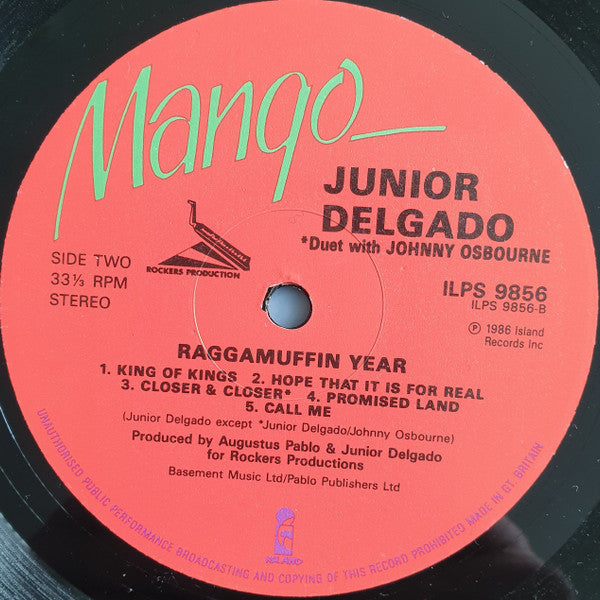 Mango
JUNIOR
DELGADO
*Duet with JOHNNY OSBOURNE
SIDE TWO
33⅓ RPM
STEREO
ROCKERS PRODUCTION
ILPS 9856
ILPS 9856-B
℗ 1986 Island
Records Inc
RAGGAMUFFIN YEAR
1. KING OF KINGS 2. HOPE THAT IT IS FOR REAL
3. CLOSER & CLOSER* 4. PROMISED LAND
5. CALL ME
(Junior Delgado except *Junior Delgado/Johnny Osbourne)
Produced by Augustus Pablo & Junior Delgado
for Rockers Productions
Basement Music Ltd/Pablo Publishers Ltd
ISLAND
UNAUTHORISED PUBLIC PERFORMANCE BROADCASTING AND COPYING OF THIS RECORD PROHIBITED MADE IN GT. BRITAIN